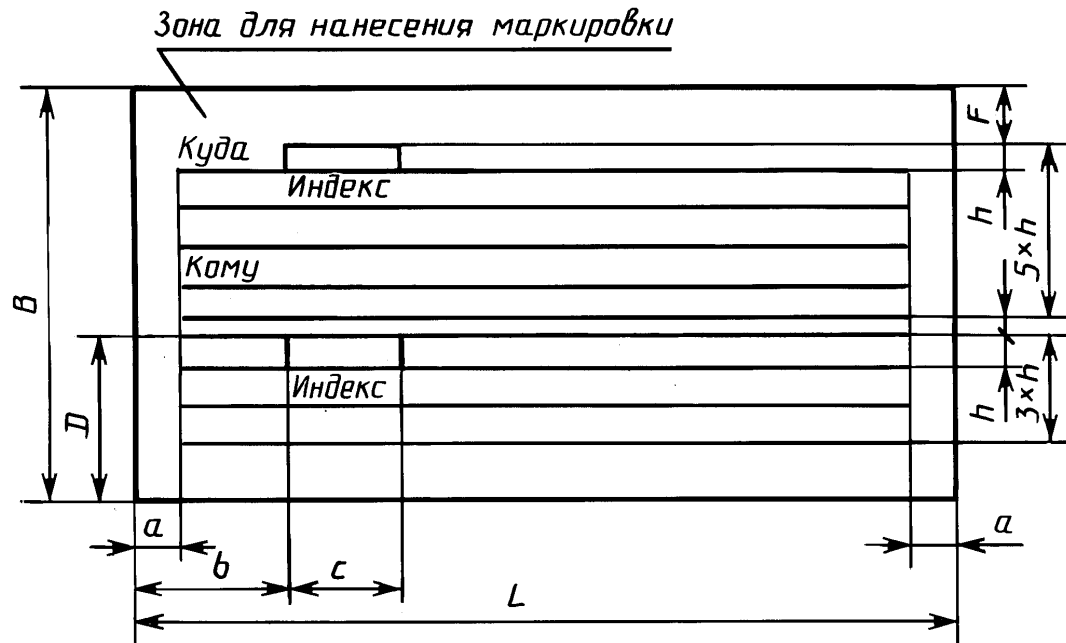 Зона для нанесения маркировки
F
Куда
Индекс
h
5×h
Кому
B
Индекс
D
h
3×h
a
a
b
c
L